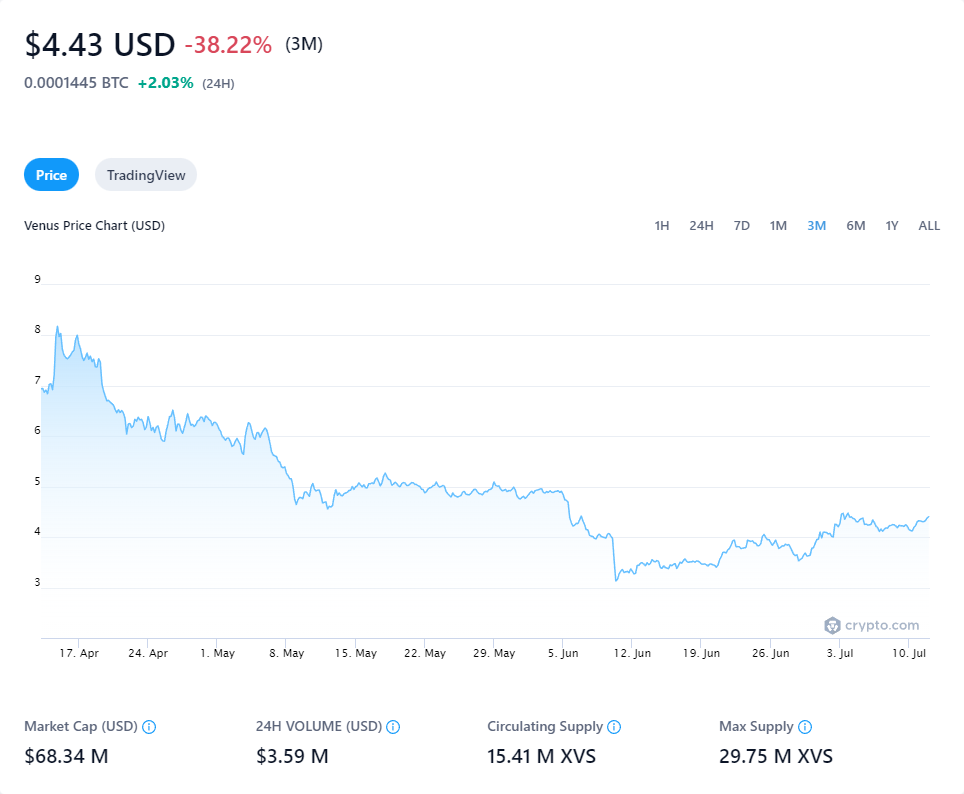 $4.43 USD -38.22% (3M)
0.0001445 BTC +2.03% (24H)
Price TradingView
Venus Price Chart (USD) 1H 24H 7D 1M 3M 6M 1Y ALL
9
8
7
6
5
4
3
crypto.com
17. Apr 24. Apr 1. May 8. May 15. May 22. May 29. May 5. Jun 12. Jun 19. Jun 26. Jun 3. Jul 10. Jul
Market Cap (USD) 24H VOLUME (USD) Circulating Supply Max Supply
$68.34 M $3.59 M 15.41 M XVS 29.75 M XVS